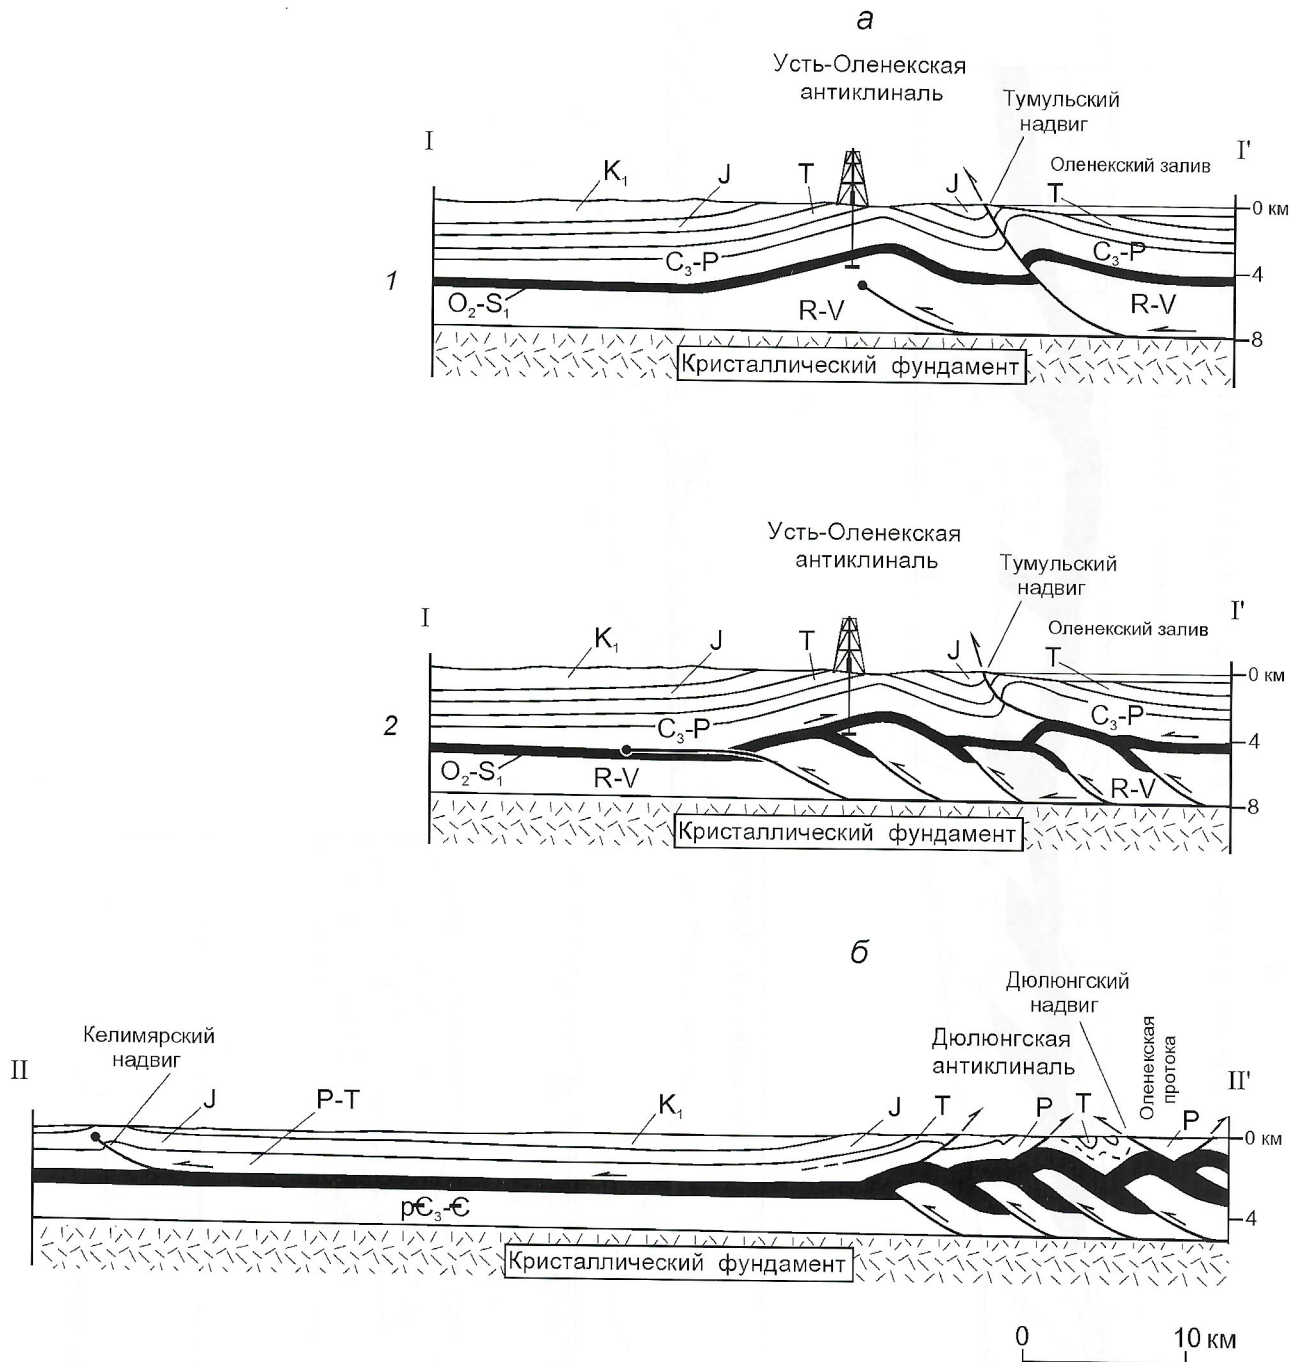 а
Усть-Оленекская
антиклиналь
Тумульский
надвиг
I
I'
K₁
J
T
J
Оленекский залив
T
0 км
C₃-P
C₃-P
4
1
O₂-S₁
R-V
R-V
8
Кристаллический фундамент
Усть-Оленекская
антиклиналь
Тумульский
надвиг
I
I'
K₁
J
T
J
Оленекский залив
T
0 км
C₃-P
C₃-P
2
4
O₂-S₁
R-V
R-V
8
Кристаллический фундамент
б
Дюлюнгский
надвиг
Келимярский
надвиг
Дюлюнгская
антиклиналь
Оленекская
протока
II
II'
J
P-T
K₁
J
T
P
T
P
0 км
pЄ₃-Є
4
Кристаллический фундамент
0
10 км